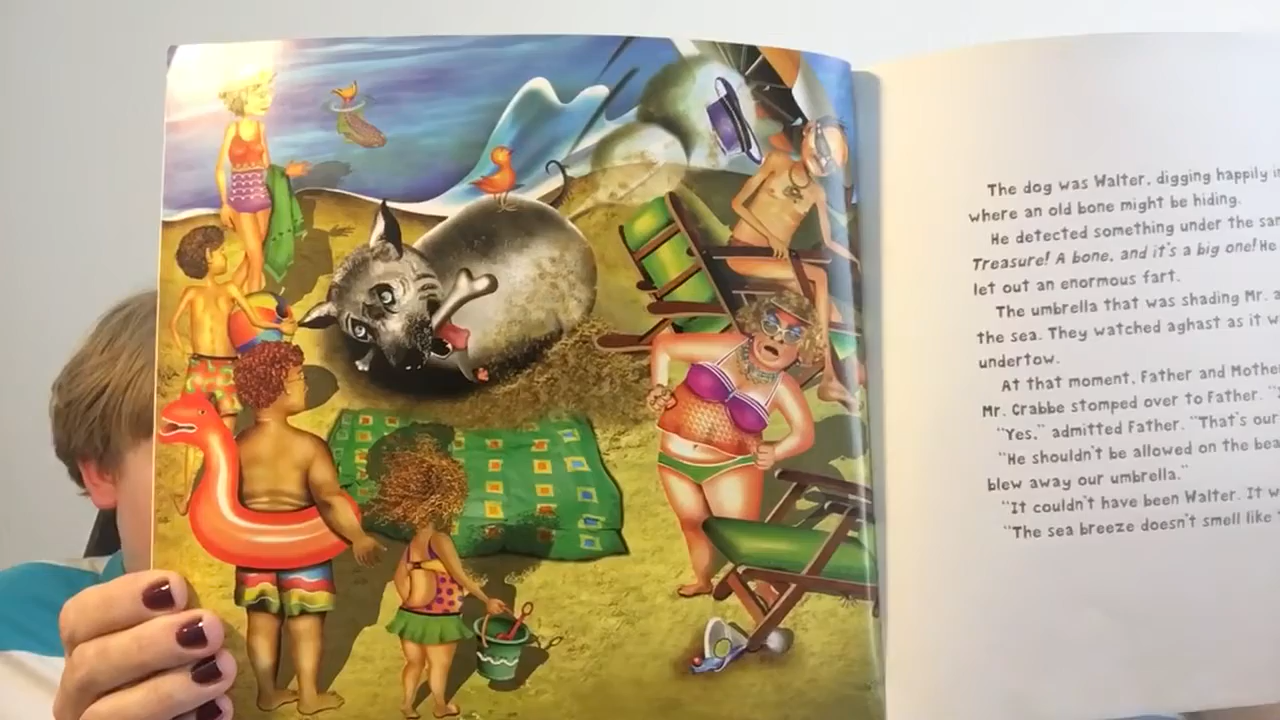 The dog was Walter, digging happily
where an old bone might be hiding.
He detected something under the
Treasure! A bone, and it's a big one! He
let out an enormous fart.
The umbrella that was shading Mr.
the sea. They watched aghast as it
undertow.
At that moment, Father and
Mr. Crabbe stomped over to Father.
"Yes," admitted Father. "That's
"He shouldn't be allowed on the
blew away our umbrella."
"It couldn't have been Walter. It
"The sea breeze doesn't smell like